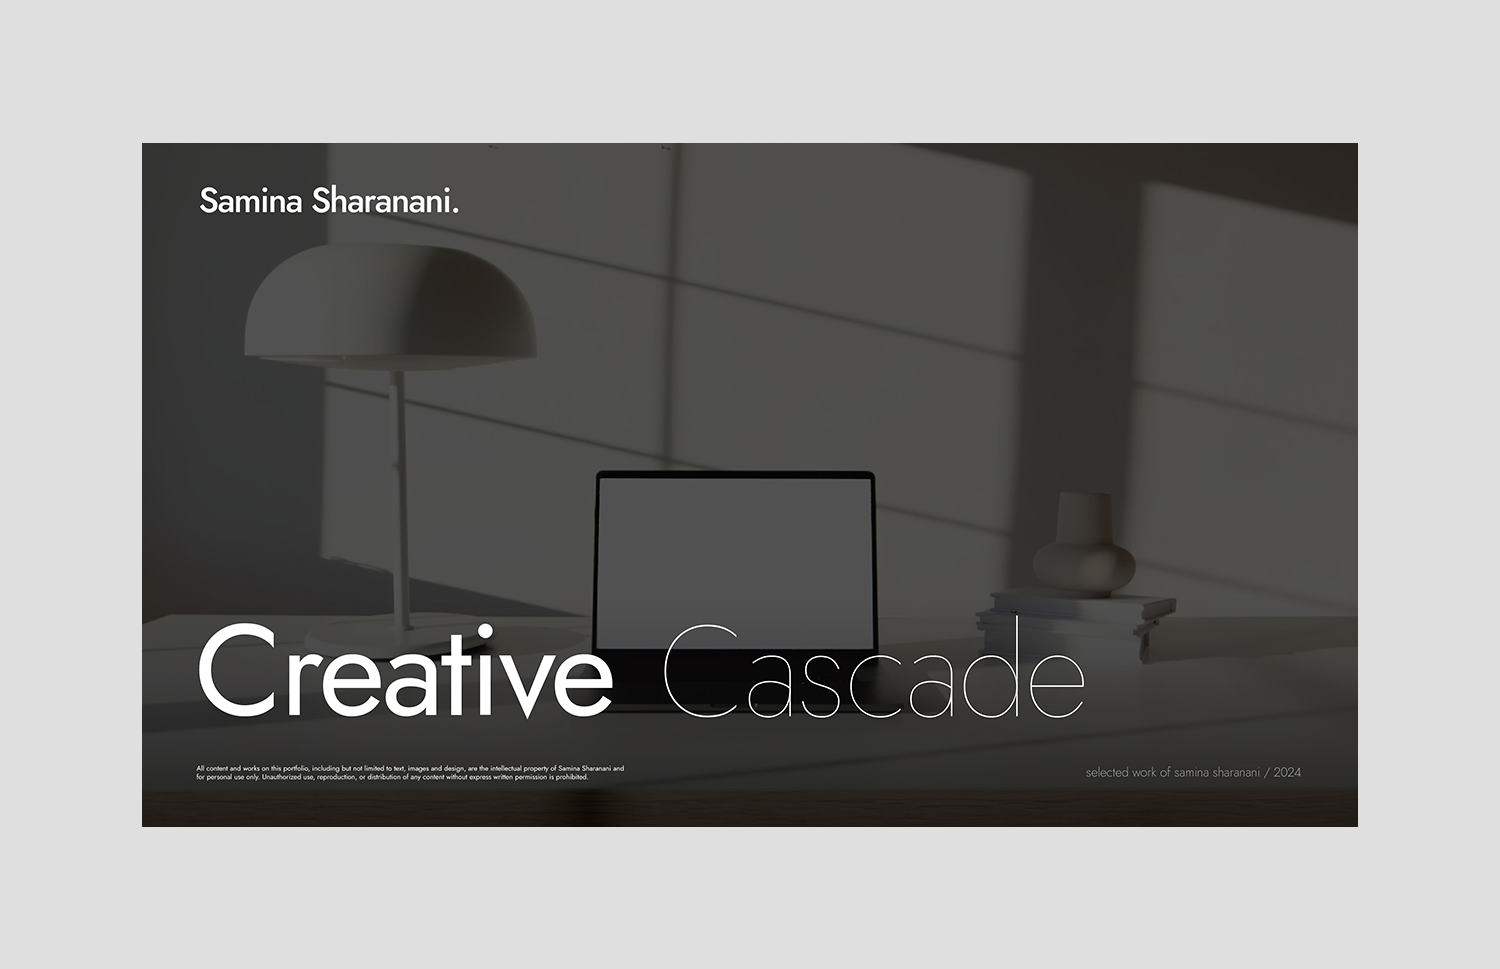 Samina Sharanani.
Creative Cascade
All content and works on this portfolio, including but not limited to text, images and design, are the intellectual property of Samina Sharanani and
for personal use only. Unauthorized use, reproduction, or distribution of any content without express written permission is prohibited.
selected work of samina sharanani / 2024